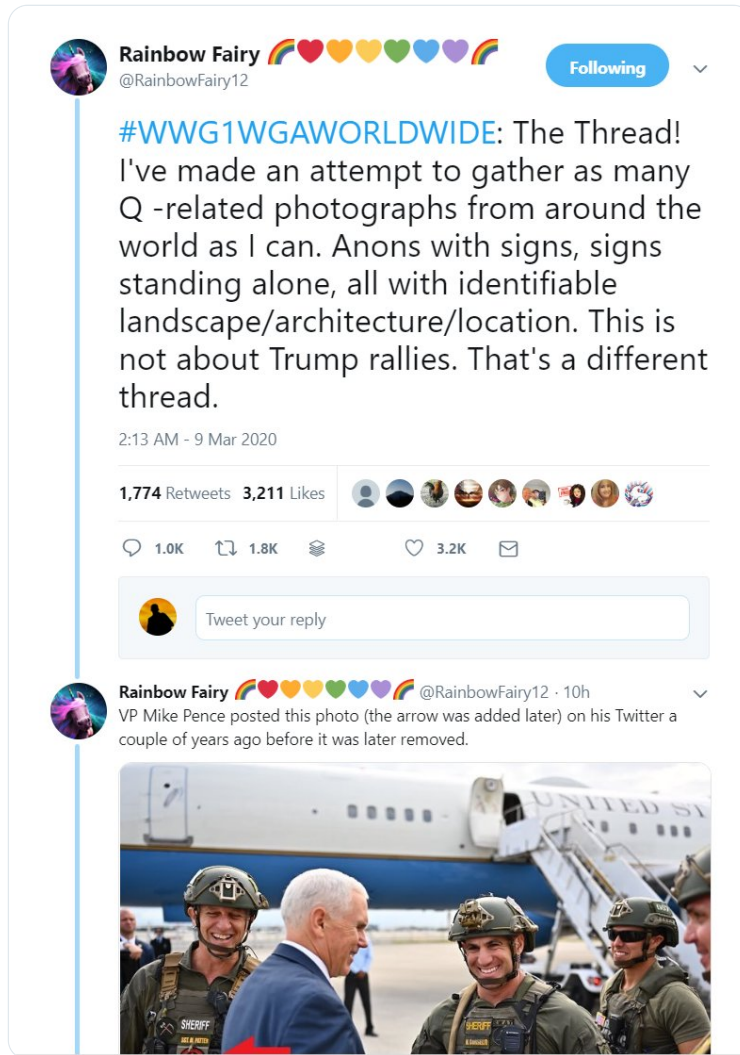 Rainbow Fairy 🌈❤️🧡💛💚💙💜🌈
@RainbowFairy12
Following
#WWG1WGAWORLDWIDE: The Thread!
I've made an attempt to gather as many
Q -related photographs from around the
world as I can. Anons with signs, signs
standing alone, all with identifiable
landscape/architecture/location. This is
not about Trump rallies. That's a different
thread.
2:13 AM - 9 Mar 2020
1,774 Retweets 3,211 Likes
1.0K 1.8K 3.2K
Tweet your reply
Rainbow Fairy 🌈❤️🧡💛💚💙💜🌈 @RainbowFairy12 · 10h
VP Mike Pence posted this photo (the arrow was added later) on his Twitter a
couple of years ago before it was later removed.
UNITED ST
SHERIFF
SHERIFF